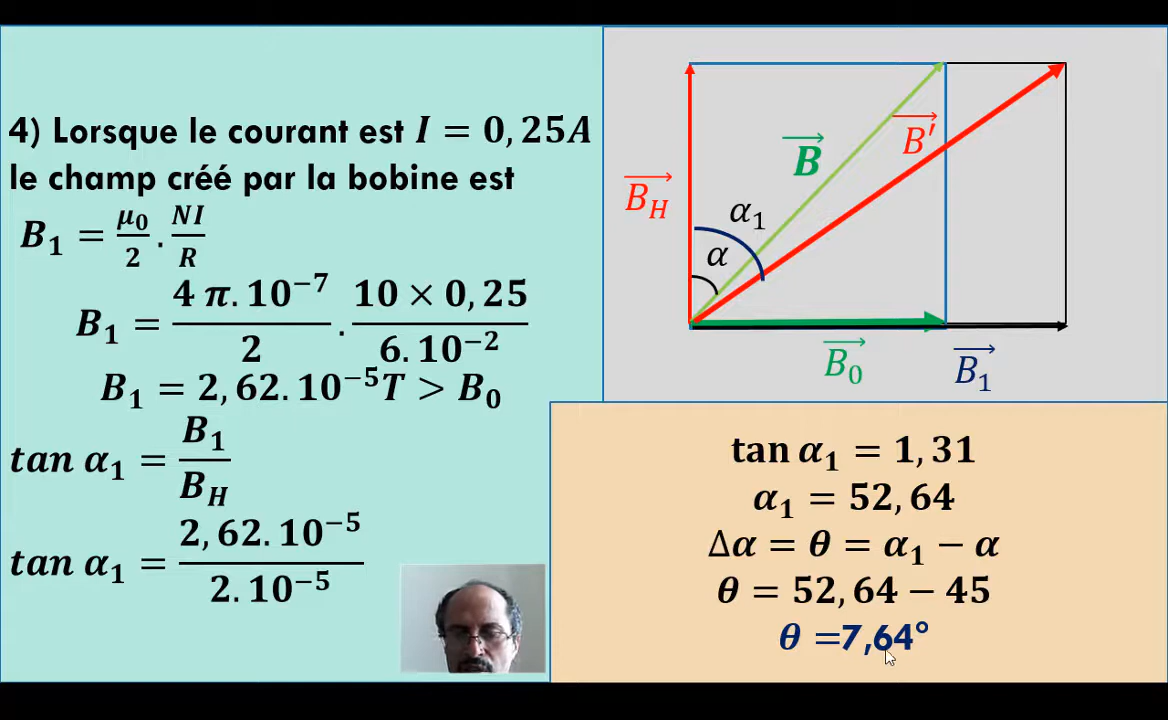 4) Lorsque le courant est I = 0,25A
le champ créé par la bobine est
B₁ = μ₀/2 . NI/R
B₁ = 4 π.10⁻⁷/2 . 10 × 0,25/6.10⁻²
B₁ = 2,62.10⁻⁵T > B₀
tan α₁ = B₁/B_H
tan α₁ = 2,62.10⁻⁵/2.10⁻⁵
B_H
B
B'
α₁
α
B₀
B₁
tan α₁ = 1,31
α₁ = 52,64
Δα = θ = α₁ − α
θ = 52,64 − 45
θ =7,64°